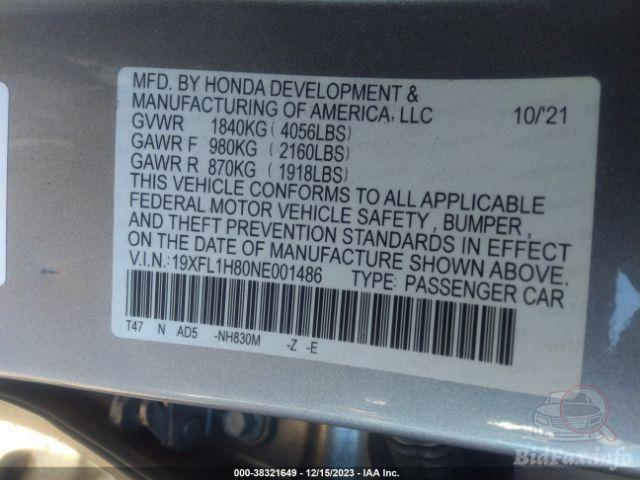 MFD. BY HONDA DEVELOPMENT &
MANUFACTURING OF AMERICA, LLC 10/'21
GVWR 1840KG (4056LBS)
GAWR F 980KG (2160LBS)
GAWR R 870KG (1918LBS)
THIS VEHICLE CONFORMS TO ALL APPLICABLE
FEDERAL MOTOR VEHICLE SAFETY, BUMPER,
AND THEFT PREVENTION STANDARDS IN EFFECT
ON THE DATE OF MANUFACTURE SHOWN ABOVE.
V.I.N.:19XFL1H80NE001486 TYPE: PASSENGER CAR
T47 N AD5 -NH830M -Z -E
BidFax.info
000-38321649 - 12/15/2023 - IAA Inc.